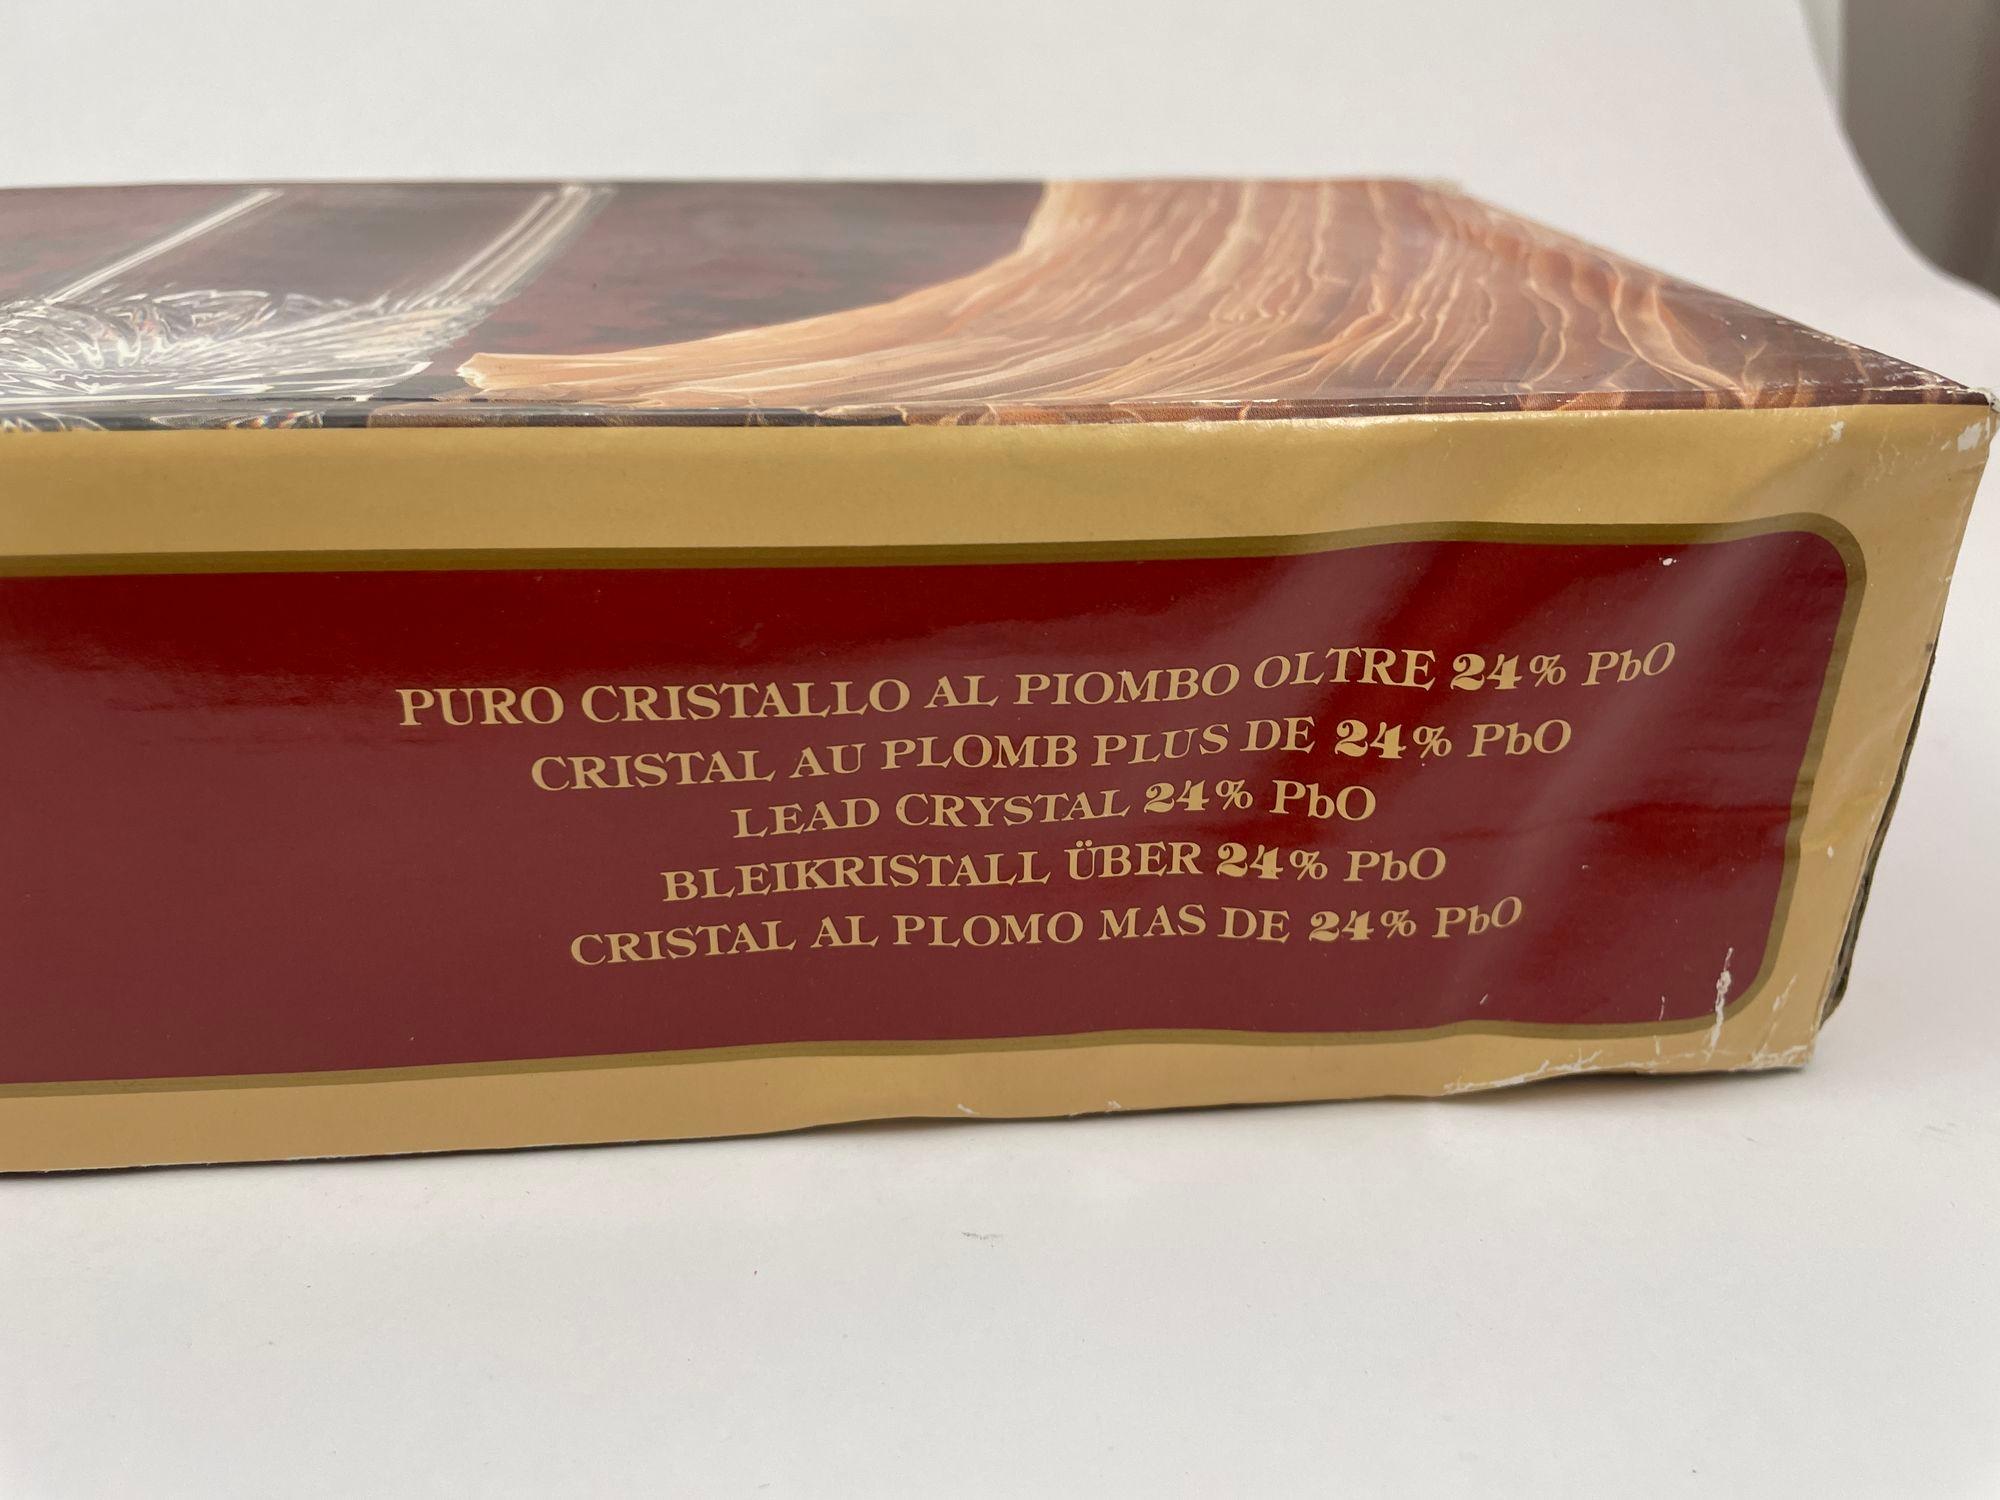 PURO CRISTALLO AL PIOMBO OLTRE 24% PbO
CRISTAL AU PLOMB PLUS DE 24% PbO
LEAD CRYSTAL 24% PbO
BLEIKRISTALL ÜBER 24% PbO
CRISTAL AL PLOMO MAS DE 24% PbO